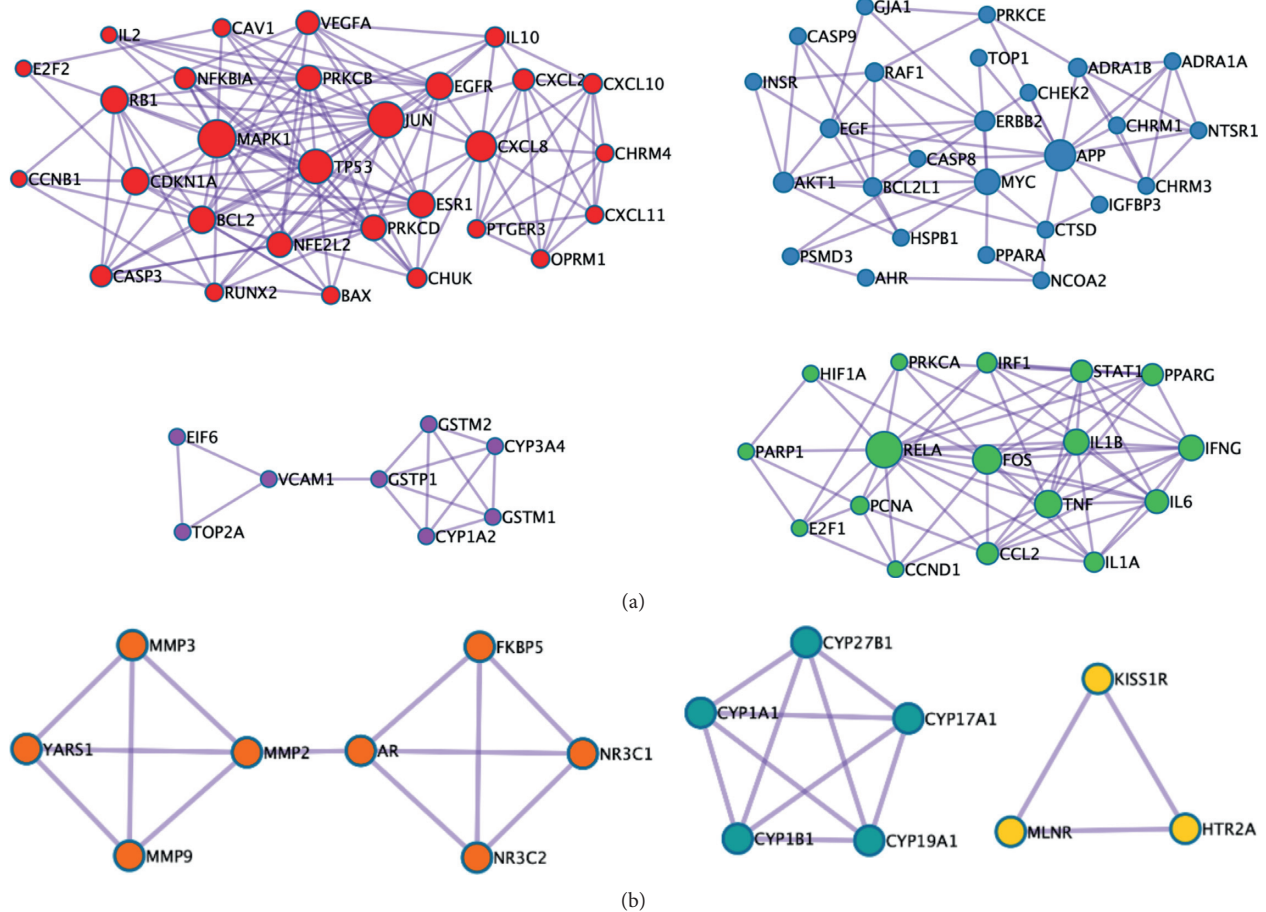 IL2
CAV1
VEGFA
IL10
E2F2
NFKBIA
PRKCB
EGFR
CXCL2
CXCL10
RB1
MAPK1
JUN
CXCL8
CHRM4
TP53
CCNB1
CDKN1A
ESR1
CXCL11
BCL2
PRKCD
PTGER3
NFE2L2
OPRM1
CASP3
CHUK
RUNX2
BAX
GJA1
PRKCE
CASP9
TOP1
ADRA1B
ADRA1A
INSR
RAF1
CHEK2
EGF
ERBB2
CHRM1
NTSR1
CASP8
APP
AKT1
BCL2L1
MYC
CHRM3
IGFBP3
HSPB1
CTSD
PSMD3
PPARA
AHR
NCOA2
EIF6
GSTM2
CYP3A4
VCAM1
GSTP1
GSTM1
TOP2A
CYP1A2
HIF1A
PRKCA
IRF1
STAT1
PPARG
PARP1
RELA
FOS
IL1B
IFNG
PCNA
TNF
IL6
E2F1
CCL2
CCND1
IL1A
(a)
MMP3
FKBP5
YARS1
MMP2
AR
NR3C1
MMP9
NR3C2
CYP27B1
CYP1A1
CYP17A1
CYP1B1
CYP19A1
KISS1R
MLNR
HTR2A
(b)